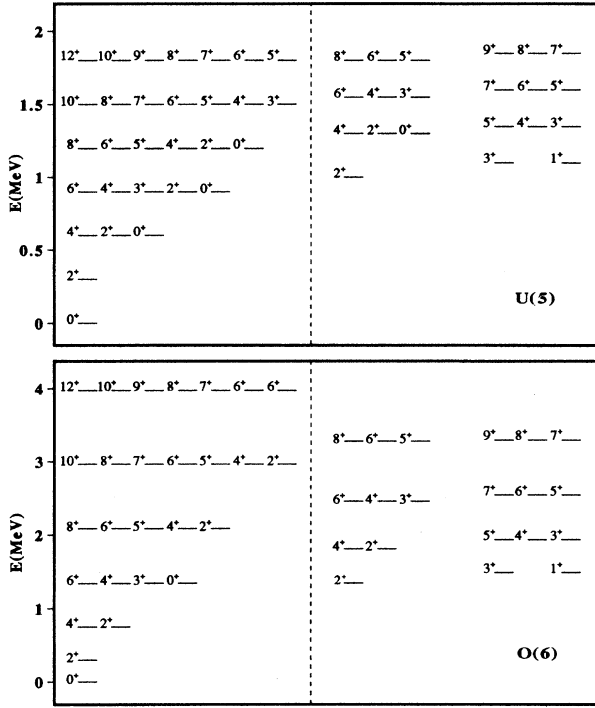 2
12⁺ 10⁺ 9⁺ 8⁺ 7⁺ 6⁺ 5⁺ 8⁺ 6⁺ 5⁺ 9⁺ 8⁺ 7⁺
1.5 10⁺ 8⁺ 7⁺ 6⁺ 5⁺ 4⁺ 3⁺ 6⁺ 4⁺ 3⁺ 7⁺ 6⁺ 5⁺
8⁺ 6⁺ 5⁺ 4⁺ 2⁺ 0⁺ 4⁺ 2⁺ 0⁺ 5⁺ 4⁺ 3⁺
1 2⁺ 3⁺ 1⁺
6⁺ 4⁺ 3⁺ 2⁺ 0⁺
E(MeV)
4⁺ 2⁺ 0⁺
0.5
2⁺
U(5)
0 0⁺
4 12⁺ 10⁺ 9⁺ 8⁺ 7⁺ 6⁺ 6⁺
8⁺ 6⁺ 5⁺ 9⁺ 8⁺ 7⁺
3 10⁺ 8⁺ 7⁺ 6⁺ 5⁺ 4⁺ 2⁺
6⁺ 4⁺ 3⁺ 7⁺ 6⁺ 5⁺
2 8⁺ 6⁺ 5⁺ 4⁺ 2⁺ 4⁺ 2⁺ 5⁺ 4⁺ 3⁺
E(MeV)
6⁺ 4⁺ 3⁺ 0⁺ 2⁺ 3⁺ 1⁺
1
4⁺ 2⁺
2⁺
O(6)
0 0⁺